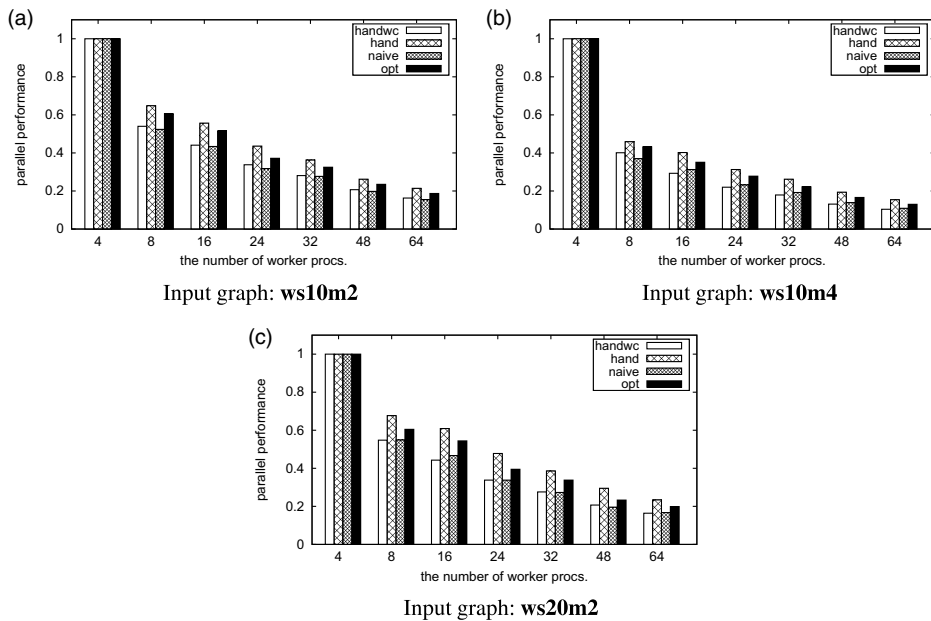 (a)
parallel performance
1
0.8
0.6
0.4
0.2
0
handwc
hand
naive
opt
4 8 16 24 32 48 64
the number of worker procs.
Input graph: ws10m2
(b)
parallel performance
1
0.8
0.6
0.4
0.2
0
handwc
hand
naive
opt
4 8 16 24 32 48 64
the number of worker procs.
Input graph: ws10m4
(c)
parallel performance
1
0.8
0.6
0.4
0.2
0
handwc
hand
naive
opt
4 8 16 24 32 48 64
the number of worker procs.
Input graph: ws20m2